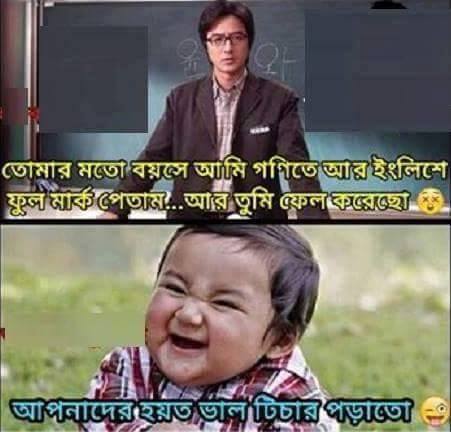 তোমার মতো বয়সে আমি গণিতে আর ইংলিশে
ফুল মার্ক পেতাম...আর তুমি ফেল করেছো
আপনাদের হয়ত ভাল টিচার পড়াতো